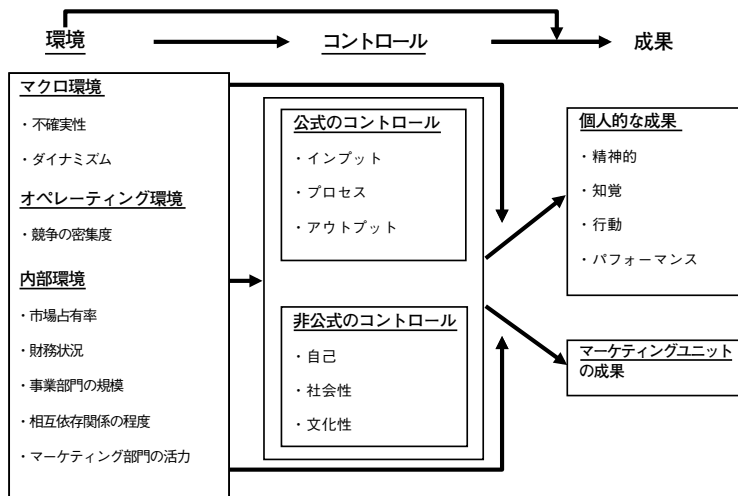 環境
コントロール
成果
マクロ環境
・不確実性
・ダイナミズム
オペレーティング環境
・競争の密集度
内部環境
・市場占有率
・財務状況
・事業部門の規模
・相互依存関係の程度
・マーケティング部門の活力
公式のコントロール
・インプット
・プロセス
・アウトプット
非公式のコントロール
・自己
・社会性
・文化性
個人的な成果
・精神的
・知覚
・行動
・パフォーマンス
マーケティングユニット
の成果